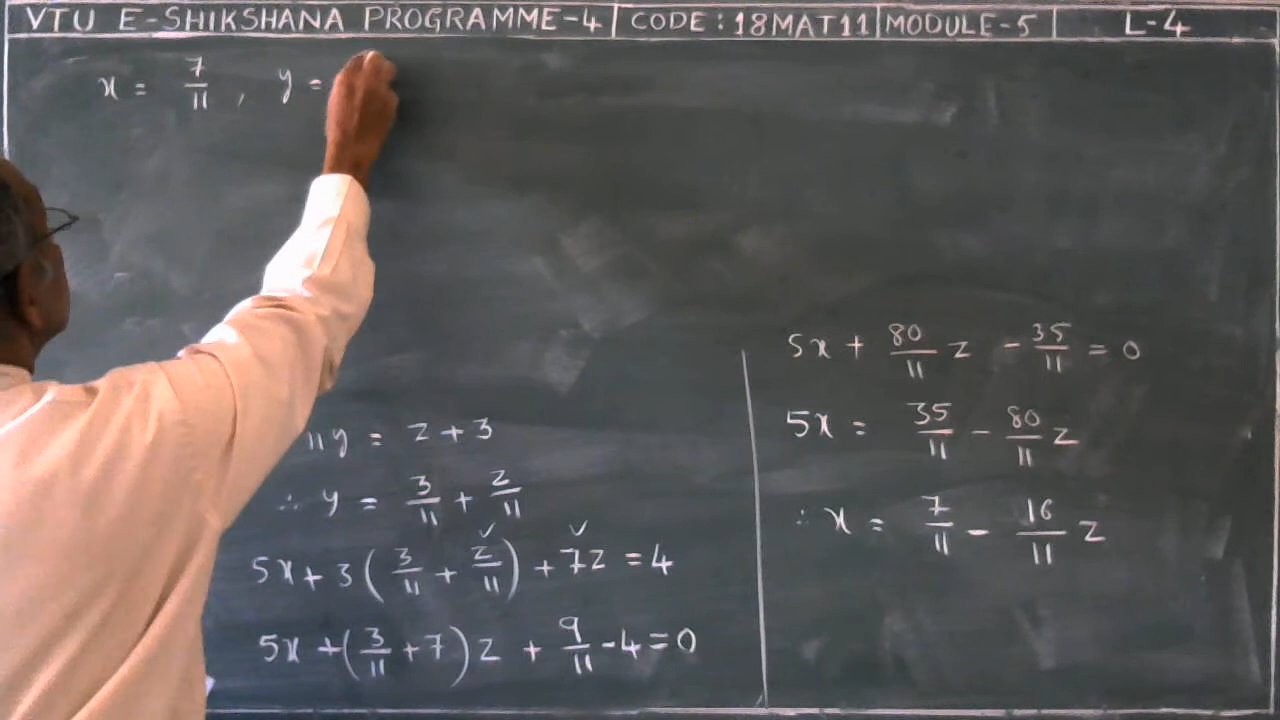 VTU E-SHIKSHANA PROGRAMME-4 | CODE : 18MAT11 | MODULE-5 | L-4
x = 7/11 , y =
11y = z + 3
∴ y = 3/11 + z/11
5x + 3 ( 3/11 + z/11 ) + 7z = 4
5x + ( 3/11 + 7 ) z + 9/11 - 4 = 0
5x + 80/11 z - 35/11 = 0
5x = 35/11 - 80/11 z
∴ x = 7/11 - 16/11 z